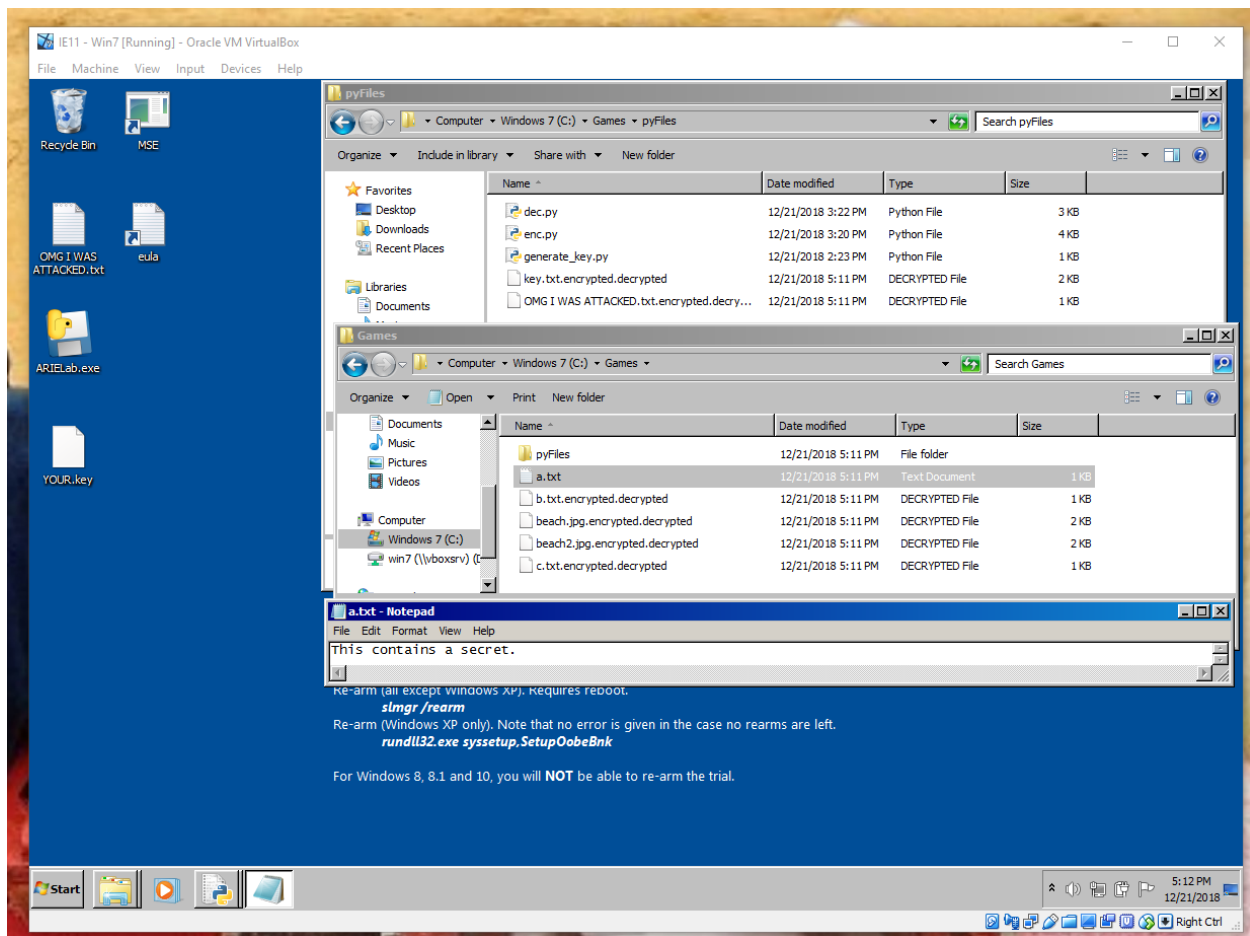 IE11 - Win7 [Running] - Oracle VM VirtualBox
File Machine View Input Devices Help
Recycle Bin
MSE
OMG I WAS
ATTACKED.txt
eula
ARIELab.exe
YOUR.key
pyFiles
Computer Windows 7 (C:) Games pyFiles
Search pyFiles
Organize Include in library Share with New folder
Favorites
Desktop
Downloads
Recent Places
Libraries
Documents
Name Date modified Type Size
dec.py 12/21/2018 3:22 PM Python File 3 KB
enc.py 12/21/2018 3:20 PM Python File 4 KB
generate_key.py 12/21/2018 2:23 PM Python File 1 KB
key.txt.encrypted.decrypted 12/21/2018 5:11 PM DECRYPTED File 2 KB
OMG I WAS ATTACKED.txt.encrypted.decry... 12/21/2018 5:11 PM DECRYPTED File 1 KB
Games
Computer Windows 7 (C:) Games
Search Games
Organize Open Print New folder
Documents
Music
Pictures
Videos
Computer
Windows 7 (C:)
win7 (\\vboxsrv) (
Name Date modified Type Size
pyFiles 12/21/2018 5:11 PM File folder
a.txt 12/21/2018 5:11 PM Text Document 1 KB
b.txt.encrypted.decrypted 12/21/2018 5:11 PM DECRYPTED File 1 KB
beach.jpg.encrypted.decrypted 12/21/2018 5:11 PM DECRYPTED File 2 KB
beach2.jpg.encrypted.decrypted 12/21/2018 5:11 PM DECRYPTED File 2 KB
c.txt.encrypted.decrypted 12/21/2018 5:11 PM DECRYPTED File 1 KB
a.txt - Notepad
File Edit Format View Help
This contains a secret.
Re-arm (all except Windows XP). Requires reboot.
slmgr /rearm
Re-arm (Windows XP only). Note that no error is given in the case no rearms are left.
rundll32.exe syssetup,SetupOobeBnk
For Windows 8, 8.1 and 10, you will NOT be able to re-arm the trial.
Start
5:12 PM
12/21/2018
Right Ctrl